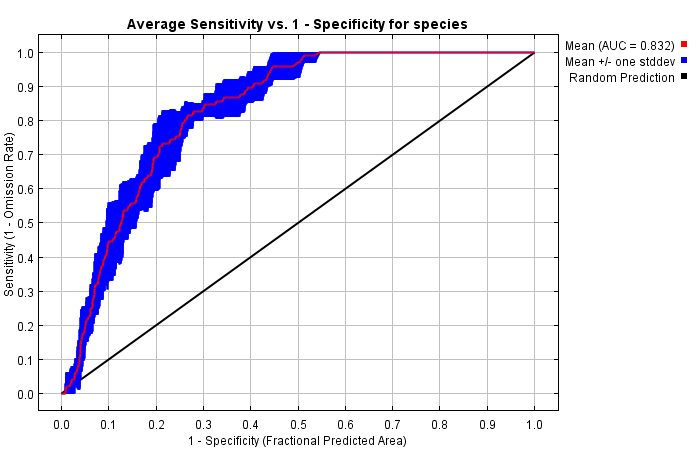 Average Sensitivity vs. 1 - Specificity for species
Mean (AUC = 0.832)
Mean +/- one stddev
Random Prediction
Sensitivity (1 - Omission Rate)
1.0
0.9
0.8
0.7
0.6
0.5
0.4
0.3
0.2
0.1
0.0
0.0 0.1 0.2 0.3 0.4 0.5 0.6 0.7 0.8 0.9 1.0
1 - Specificity (Fractional Predicted Area)